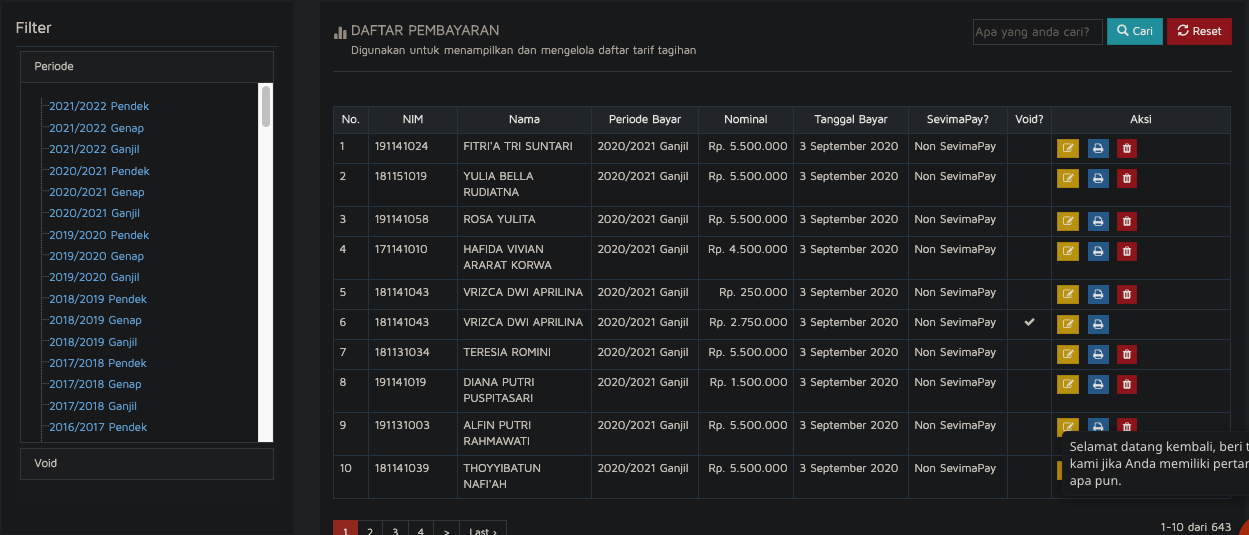 Filter
Periode
2021/2022 Pendek
2021/2022 Genap
2021/2022 Ganjil
2020/2021 Pendek
2020/2021 Genap
2020/2021 Ganjil
2019/2020 Pendek
2019/2020 Genap
2019/2020 Ganjil
2018/2019 Pendek
2018/2019 Genap
2018/2019 Ganjil
2017/2018 Pendek
2017/2018 Genap
2017/2018 Ganjil
2016/2017 Pendek
Void
DAFTAR PEMBAYARAN
Digunakan untuk menampilkan dan mengelola daftar tarif tagihan
Apa yang anda cari? Cari Reset
No. NIM Nama Periode Bayar Nominal Tanggal Bayar SevimaPay? Void? Aksi
1 191141024 FITRI'A TRI SUNTARI 2020/2021 Ganjil Rp. 5.500.000 3 September 2020 Non SevimaPay
2 181151019 YULIA BELLA 2020/2021 Ganjil Rp. 5.500.000 3 September 2020 Non SevimaPay
RUDIATNA
3 191141058 ROSA YULITA 2020/2021 Ganjil Rp. 5.500.000 3 September 2020 Non SevimaPay
4 171141010 HAFIDA VIVIAN 2020/2021 Ganjil Rp. 4.500.000 3 September 2020 Non SevimaPay
ARARAT KORWA
5 181141043 VRIZCA DWI APRILINA 2020/2021 Ganjil Rp. 250.000 3 September 2020 Non SevimaPay
6 181141043 VRIZCA DWI APRILINA 2020/2021 Ganjil Rp. 2.750.000 3 September 2020 Non SevimaPay
7 181131034 TERESIA ROMINI 2020/2021 Ganjil Rp. 5.500.000 3 September 2020 Non SevimaPay
8 191141019 DIANA PUTRI 2020/2021 Ganjil Rp. 1.500.000 3 September 2020 Non SevimaPay
PUSPITASARI
9 191131003 ALFIN PUTRI 2020/2021 Ganjil Rp. 5.500.000 3 September 2020 Non SevimaPay
RAHMAWATI
10 181141039 THOYYIBATUN 2020/2021 Ganjil Rp. 5.500.000 3 September 2020 Non SevimaPay
NAFI'AH
Selamat datang kembali, beri
kami jika Anda memiliki
apa pun.
1 2 3 4 > Last ›
1-10 dari 643